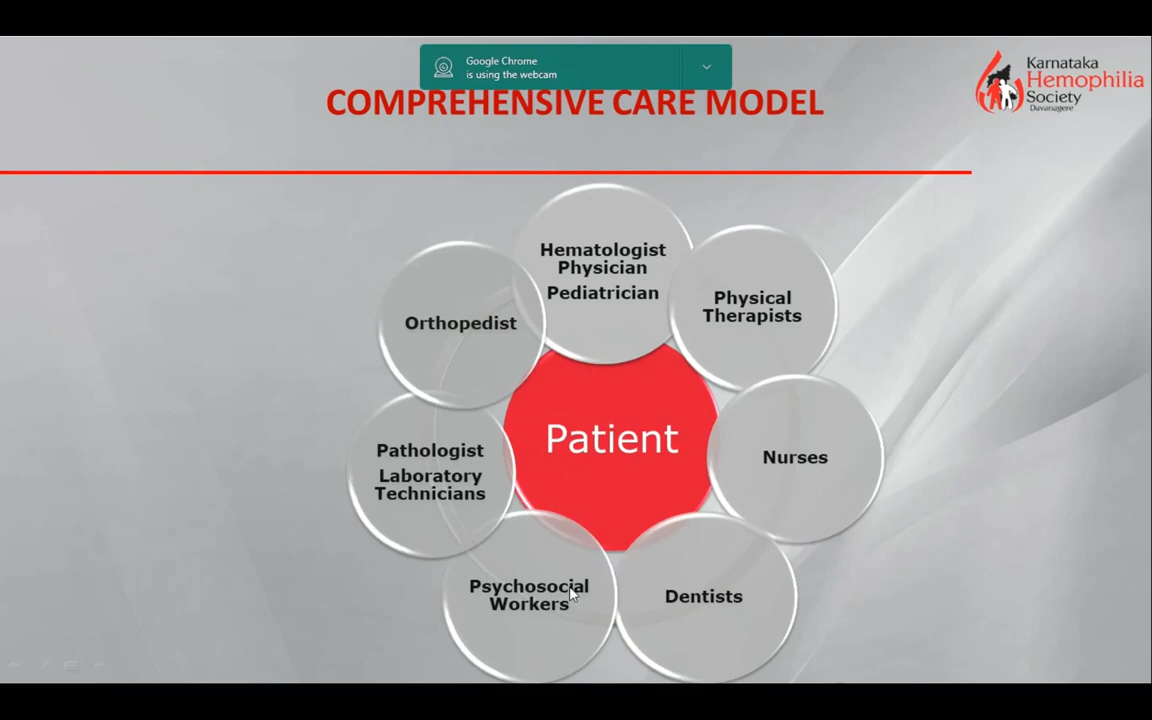 Google Chrome
is using the webcam
COMPREHENSIVE CARE MODEL
Karnataka
Hemophilia
Society
Davanagere
Hematologist
Physician
Pediatrician
Physical
Therapists
Orthopedist
Patient
Pathologist
Laboratory
Technicians
Nurses
Psychosocial
Workers
Dentists